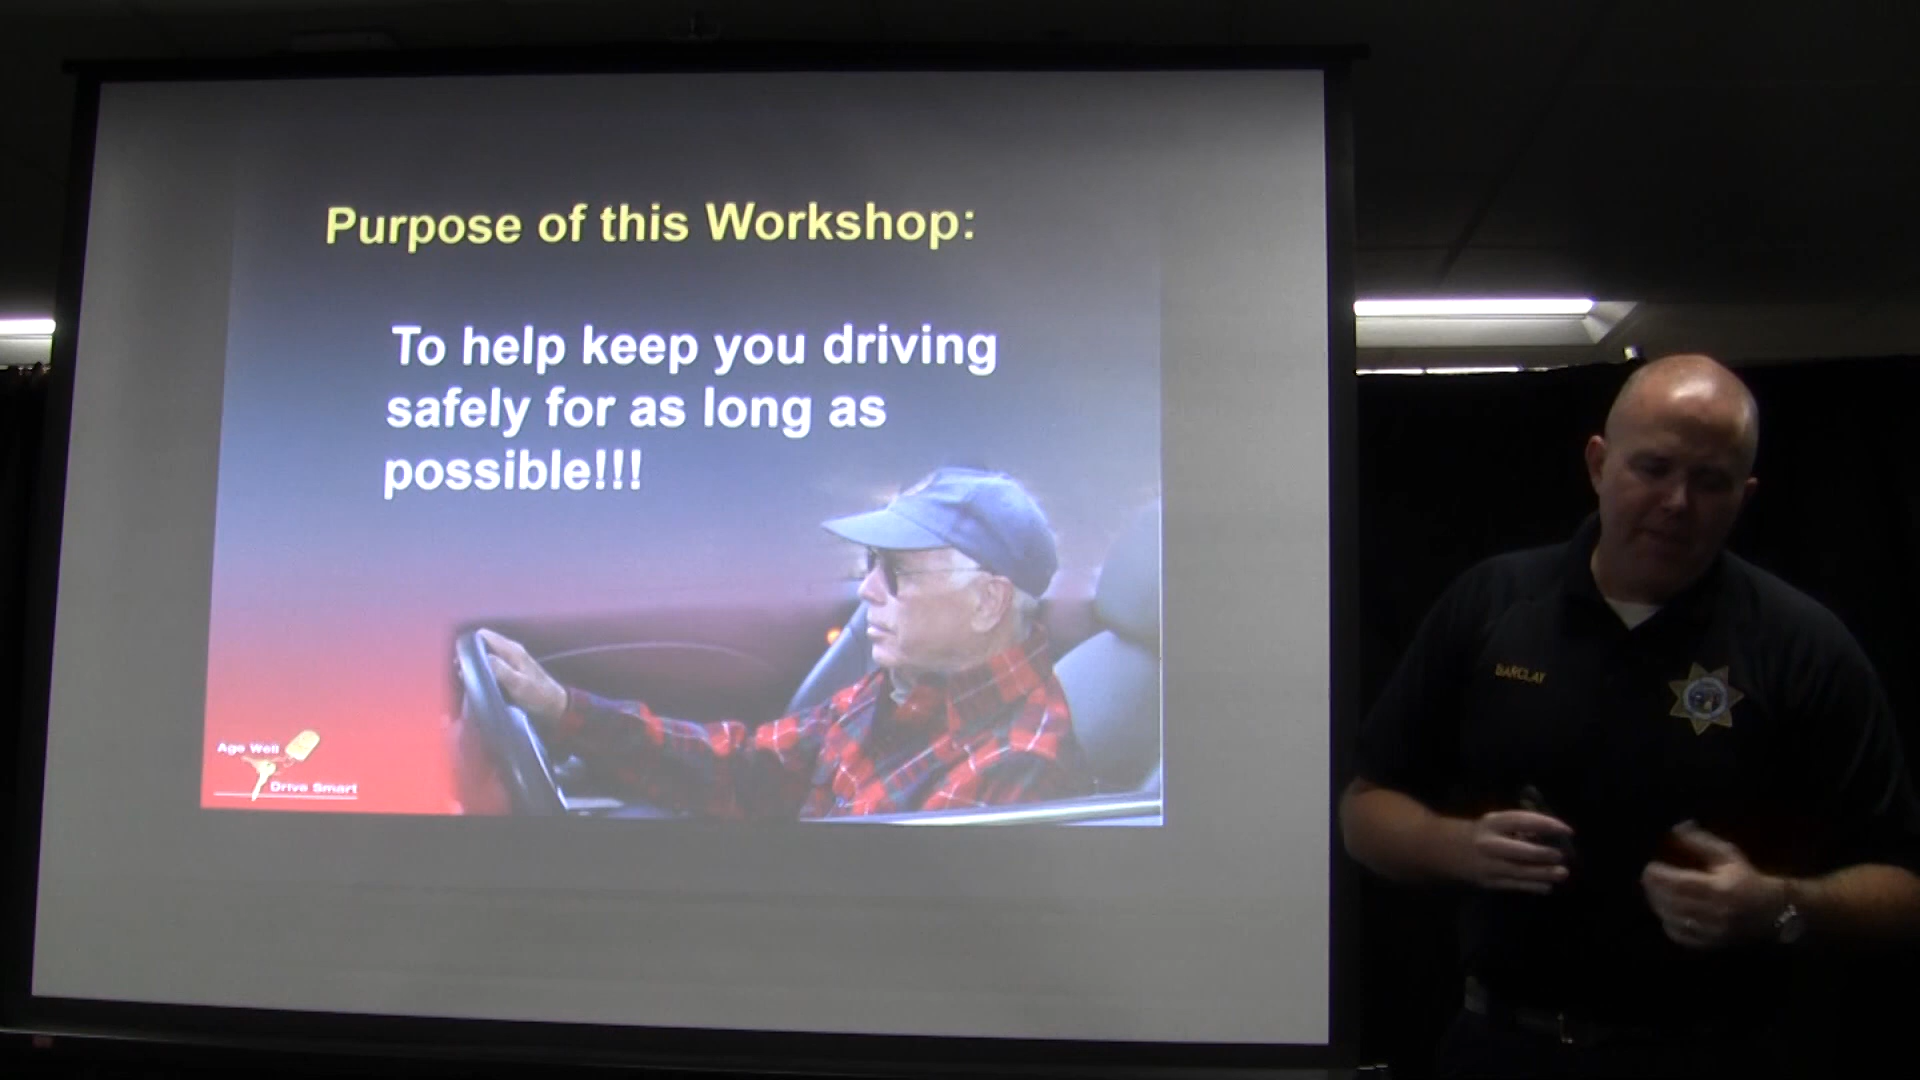 Purpose of this Workshop:
To help keep you driving
safely for as long as
possible!!!
Age Well
Drive Smart
BARCLAY